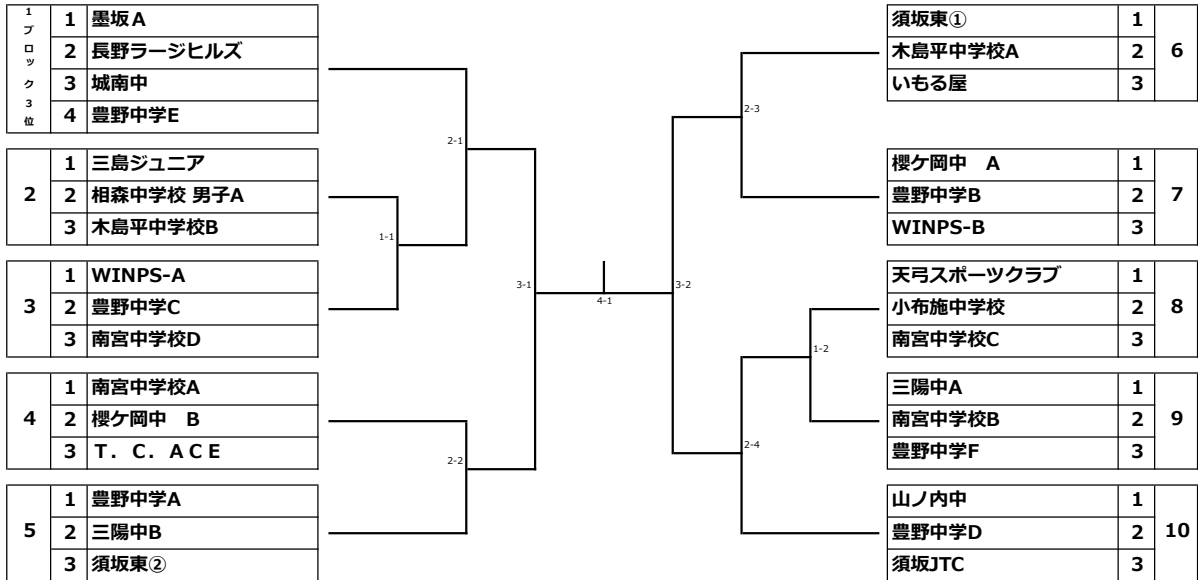 1ブロック3位
1 墨坂A
2 長野ラージヒルズ
3 城南中
4 豊野中学E
2
1 三島ジュニア
2 相森中学校 男子A
3 木島平中学校B
3
1 WINPS-A
2 豊野中学C
3 南宮中学校D
4
1 南宮中学校A
2 櫻ケ岡中　B
3 Ｔ．Ｃ．ＡＣＥ
5
1 豊野中学A
2 三陽中B
3 須坂東②
2-1
1-1
3-1
2-2
4-1
3-2
2-3
1-2
2-4
須坂東① 1
木島平中学校A 2
いもる屋 3
6
櫻ケ岡中　A 1
豊野中学B 2
WINPS-B 3
7
天弓スポーツクラブ 1
小布施中学校 2
南宮中学校C 3
8
三陽中A 1
南宮中学校B 2
豊野中学F 3
9
山ノ内中 1
豊野中学D 2
須坂JTC 3
10